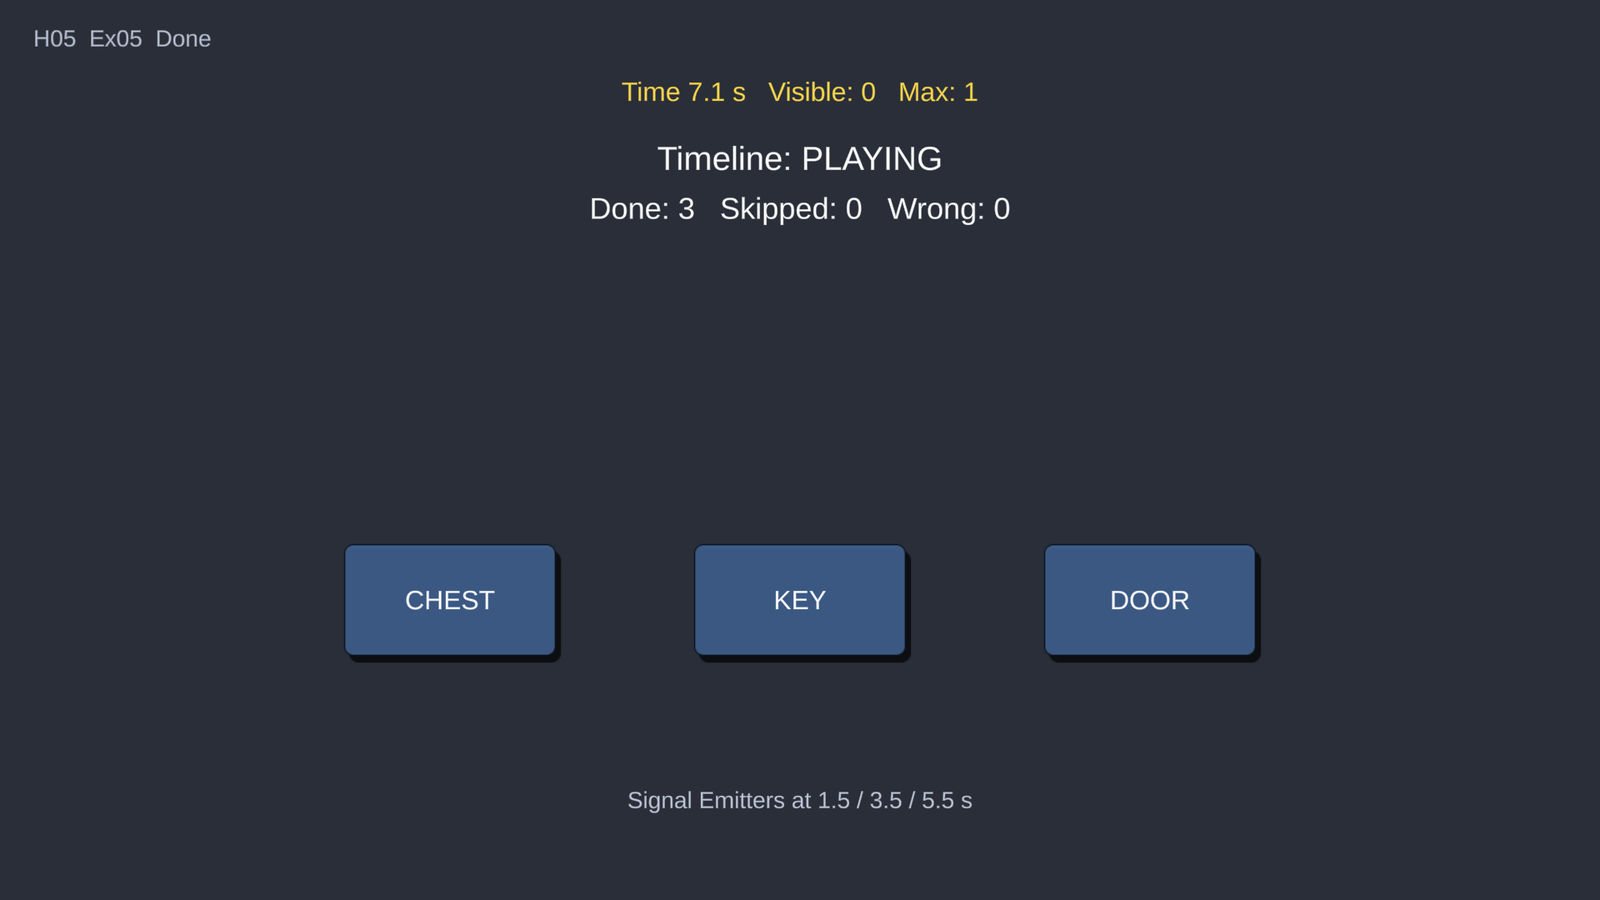 H05 Ex05 Done
Time 7.1 s Visible: 0 Max: 1
Timeline: PLAYING
Done: 3 Skipped: 0 Wrong: 0
CHEST
KEY
DOOR
Signal Emitters at 1.5 / 3.5 / 5.5 s